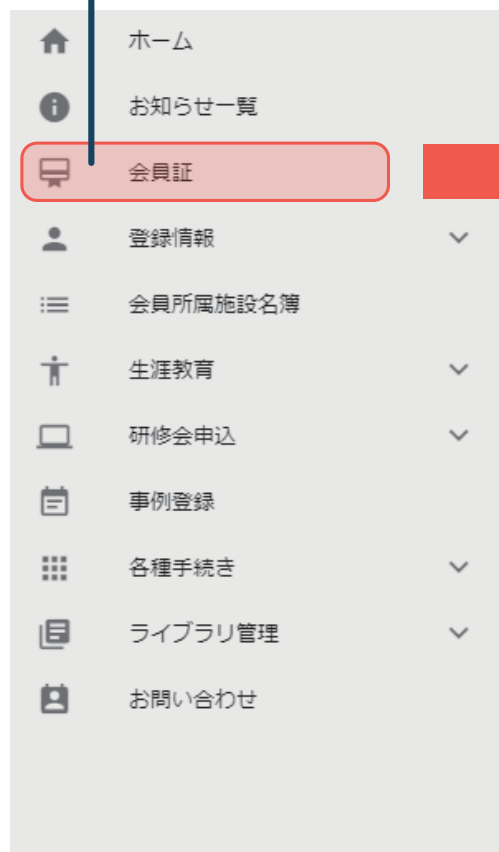 ホーム
お知らせ一覧
会員証
登録情報
会員所属施設名簿
生涯教育
研修会申込
事例登録
各種手続き
ライブラリ管理
お問い合わせ